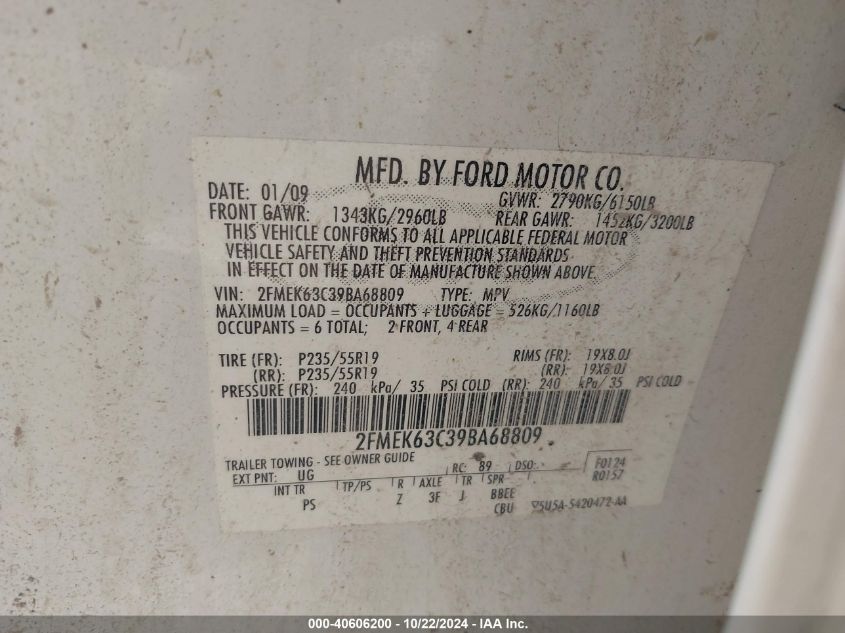 MFD. BY FORD MOTOR CO.
DATE: 01/09 GVWR: 2790KG/6150LB
FRONT GAWR: 1343KG/2960LB REAR GAWR: 1452KG/3200LB
THIS VEHICLE CONFORMS TO ALL APPLICABLE FEDERAL MOTOR
VEHICLE SAFETY AND THEFT PREVENTION STANDARDS
IN EFFECT ON THE DATE OF MANUFACTURE SHOWN ABOVE.
VIN: 2FMEK63C39BA68809 TYPE: MPV
MAXIMUM LOAD = OCCUPANTS + LUGGAGE = 526KG/1160LB
OCCUPANTS = 6 TOTAL; 2 FRONT, 4 REAR
TIRE (FR): P235/55R19 RIMS (FR): 19X8.0J
(RR): P235/55R19 (RR): 19X8.0J
PRESSURE (FR): 240 kPa/ 35 PSI COLD (RR): 240 kPa/ 35 PSI COLD
2FMEK63C39BA68809
TRAILER TOWING - SEE OWNER GUIDE
EXT PNT: UG RC: 89 DSO: F0124
R0157
INT TR TP/PS R AXLE TR SPR
PS Z 3F J BBEE
CBU 5U5A-5420472-AA
000-40606200 - 10/22/2024 - IAA Inc.